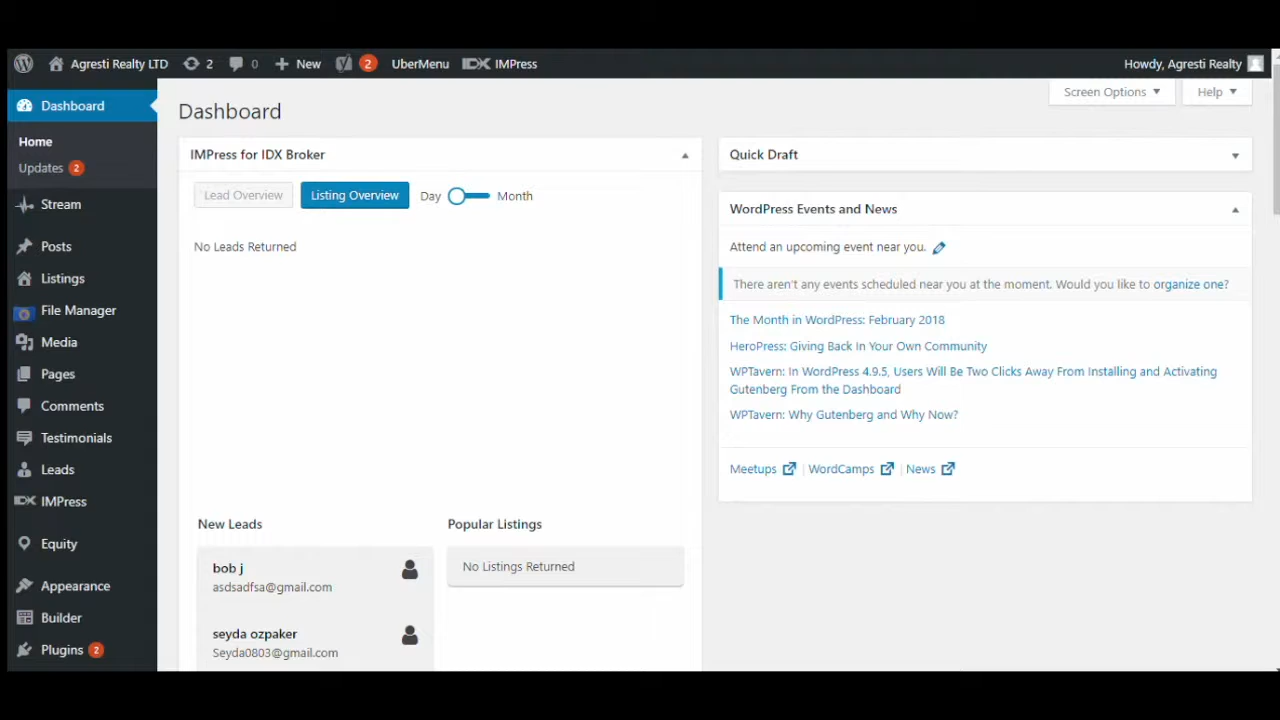 Agresti Realty LTD 2 0 New 2 UberMenu IDX IMPress Howdy, Agresti Realty
Dashboard
Home
Updates 2
Stream
Posts
Listings
File Manager
Media
Pages
Comments
Testimonials
Leads
IDX IMPress
Equity
Appearance
Builder
Plugins 2
Screen Options Help
Dashboard
IMPress for IDX Broker
Lead Overview Listing Overview Day Month
No Leads Returned
New Leads
bob j
asdsadfsa@gmail.com
seyda ozpaker
Seyda0803@gmail.com
Popular Listings
No Listings Returned
Quick Draft
WordPress Events and News
Attend an upcoming event near you.
There aren't any events scheduled near you at the moment. Would you like to organize one?
The Month in WordPress: February 2018
HeroPress: Giving Back In Your Own Community
WPTavern: In WordPress 4.9.5, Users Will Be Two Clicks Away From Installing and Activating
Gutenberg From the Dashboard
WPTavern: Why Gutenberg and Why Now?
Meetups | WordCamps | News